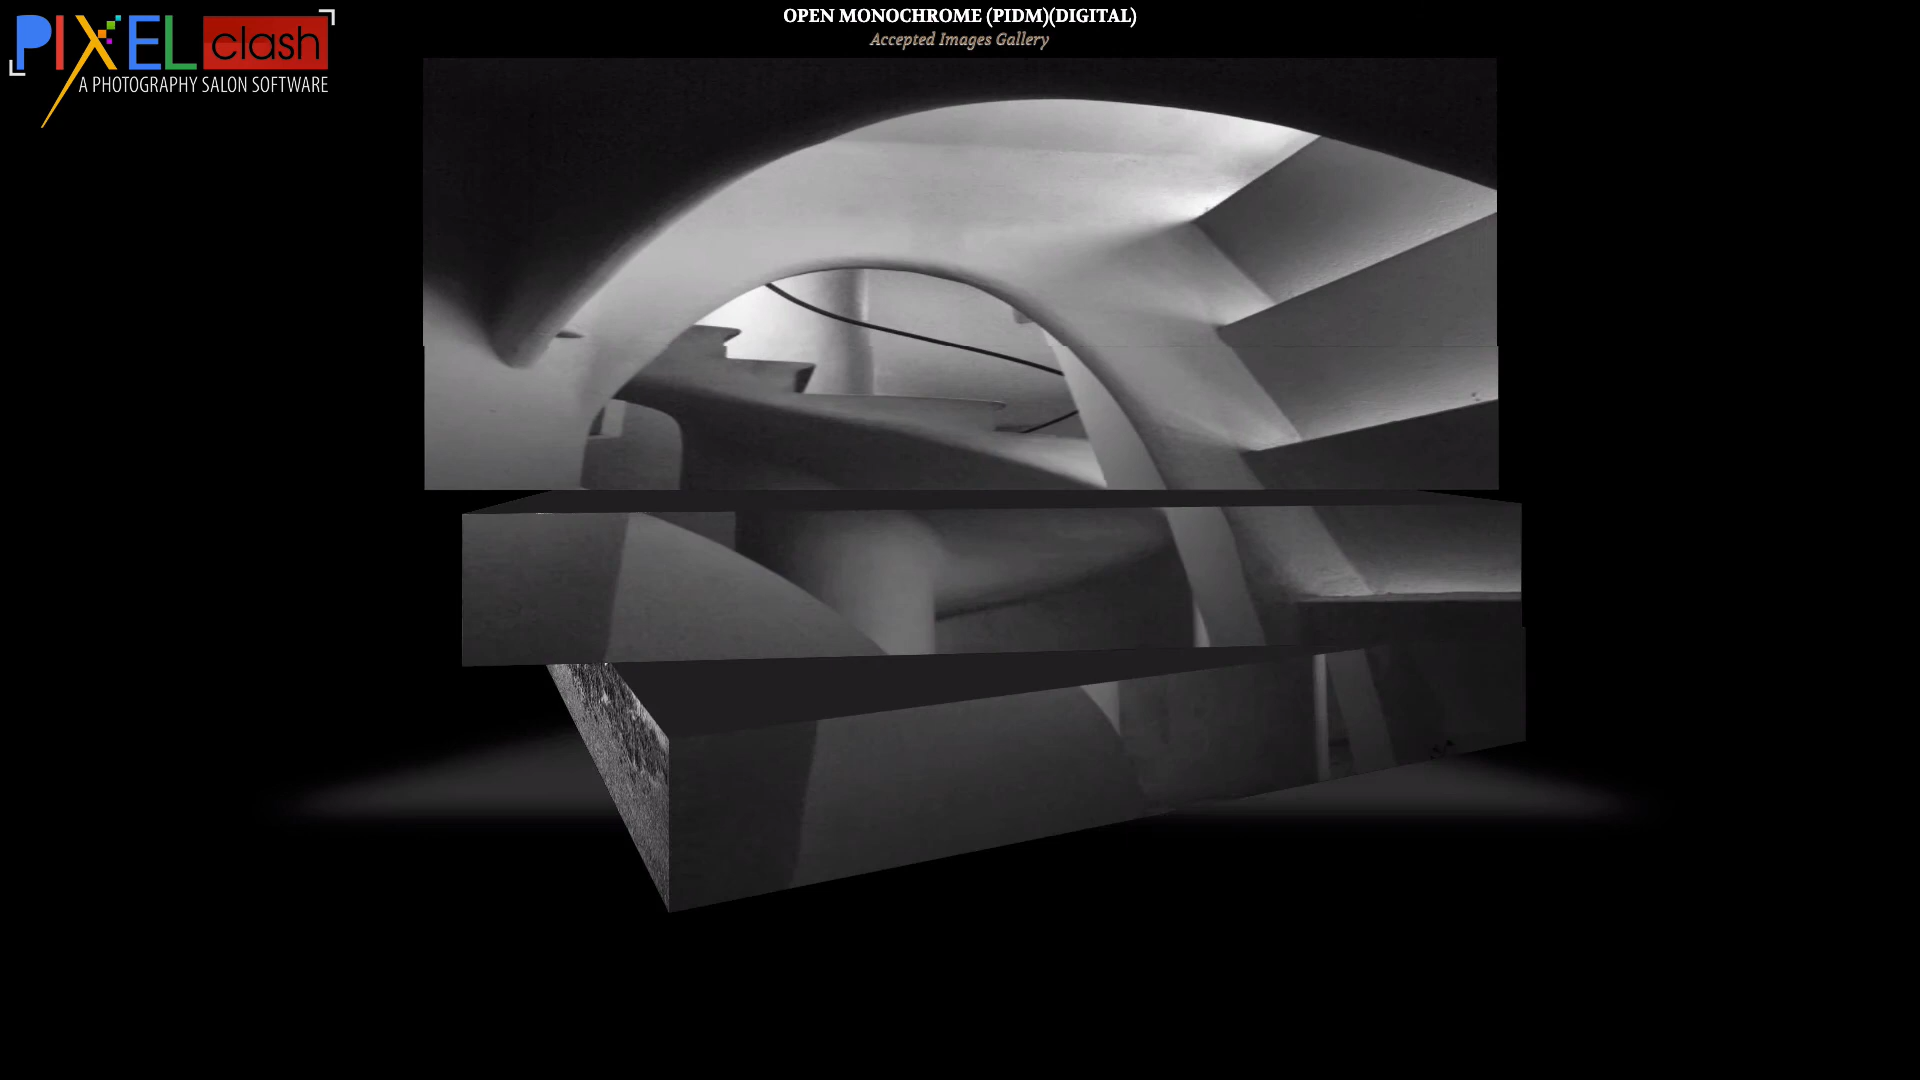 PIXEL clash
A PHOTOGRAPHY SALON SOFTWARE
OPEN MONOCHROME (PIDM)(DIGITAL)
Accepted Images Gallery